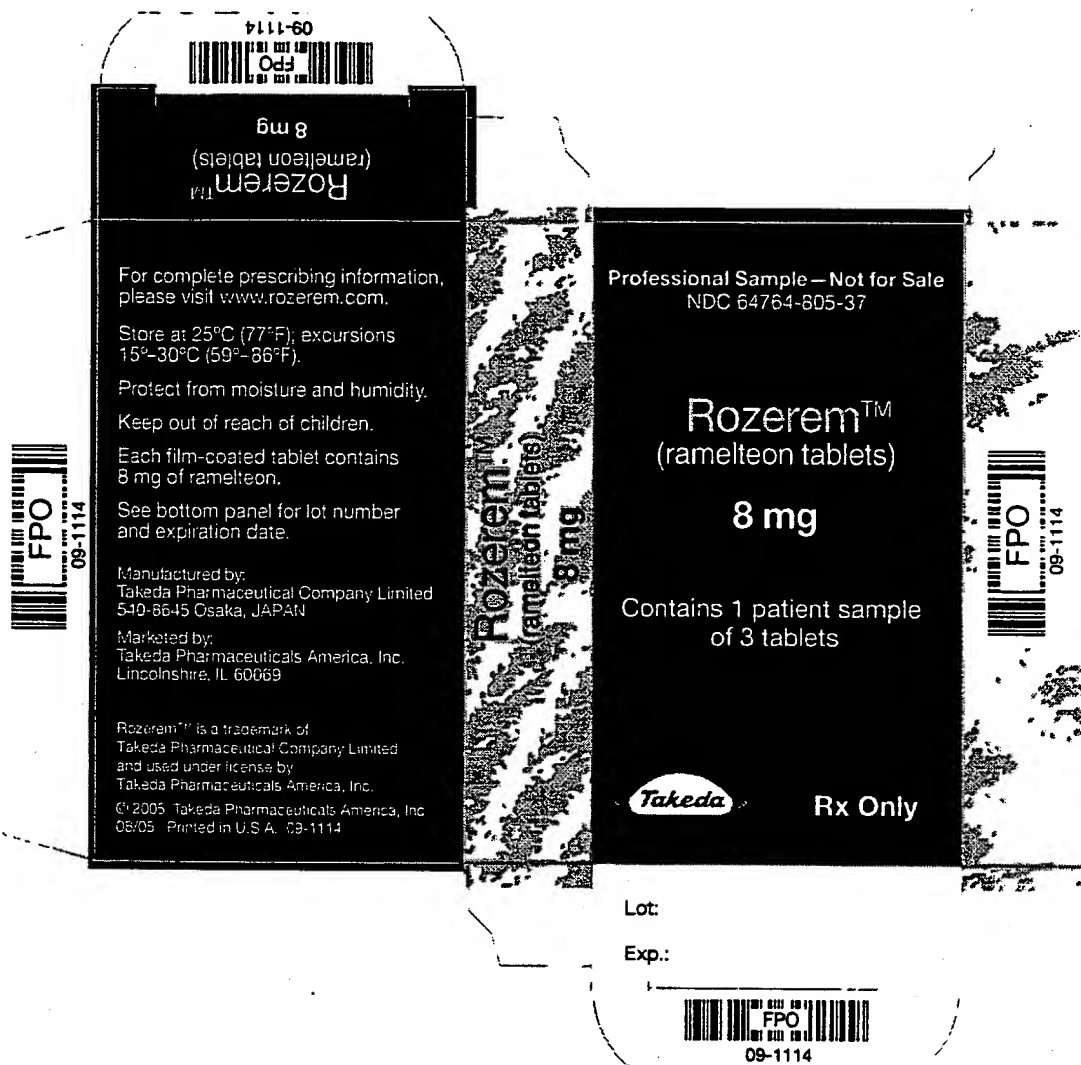 09-1114
FPO
8 mg
(ramelteon tablets)
Rozerem™
For complete prescribing information,
please visit www.rozerem.com.
Store at 25°C (77°F); excursions
15°–30°C (59°–86°F).
Protect from moisture and humidity.
Keep out of reach of children.
Each film-coated tablet contains
8 mg of ramelteon.
See bottom panel for lot number
and expiration date.
Manufactured by:
Takeda Pharmaceutical Company Limited
540-8645 Osaka, JAPAN
Marketed by:
Takeda Pharmaceuticals America, Inc.
Lincolnshire, IL 60069
Rozerem™ is a trademark of
Takeda Pharmaceutical Company Limited
and used under license by
Takeda Pharmaceuticals America, Inc.
© 2005 Takeda Pharmaceuticals America, Inc
08/05 Printed in U.S.A. 09-1114
FPO
09-1114
Rozerem™
(ramelteon tablets)
8 mg
Professional Sample – Not for Sale
NDC 64764-805-37
Rozerem™
(ramelteon tablets)
8 mg
Contains 1 patient sample
of 3 tablets
Takeda
Rx Only
FPO
09-1114
Lot:
Exp.:
FPO
09-1114